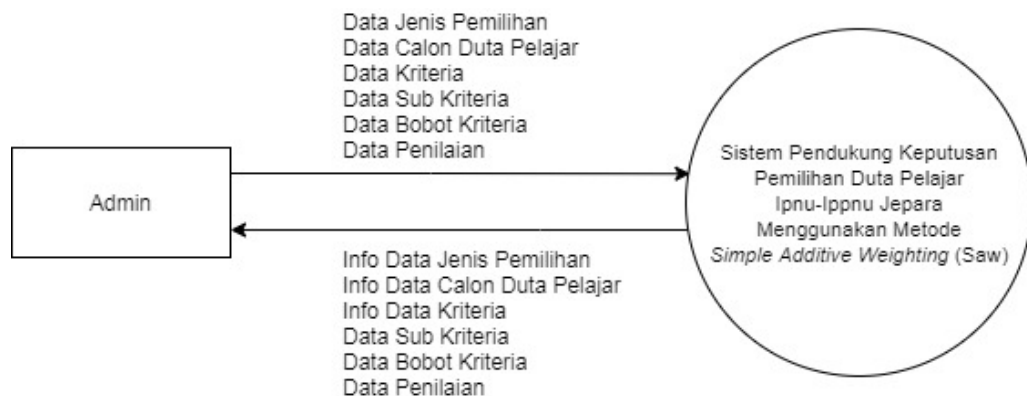 Data Jenis Pemilihan
Data Calon Duta Pelajar
Data Kriteria
Data Sub Kriteria
Data Bobot Kriteria
Data Penilaian
Admin
Sistem Pendukung Keputusan
Pemilihan Duta Pelajar
Ipnu-Ippnu Jepara
Menggunakan Metode
Simple Additive Weighting (Saw)
Info Data Jenis Pemilihan
Info Data Calon Duta Pelajar
Info Data Kriteria
Data Sub Kriteria
Data Bobot Kriteria
Data Penilaian